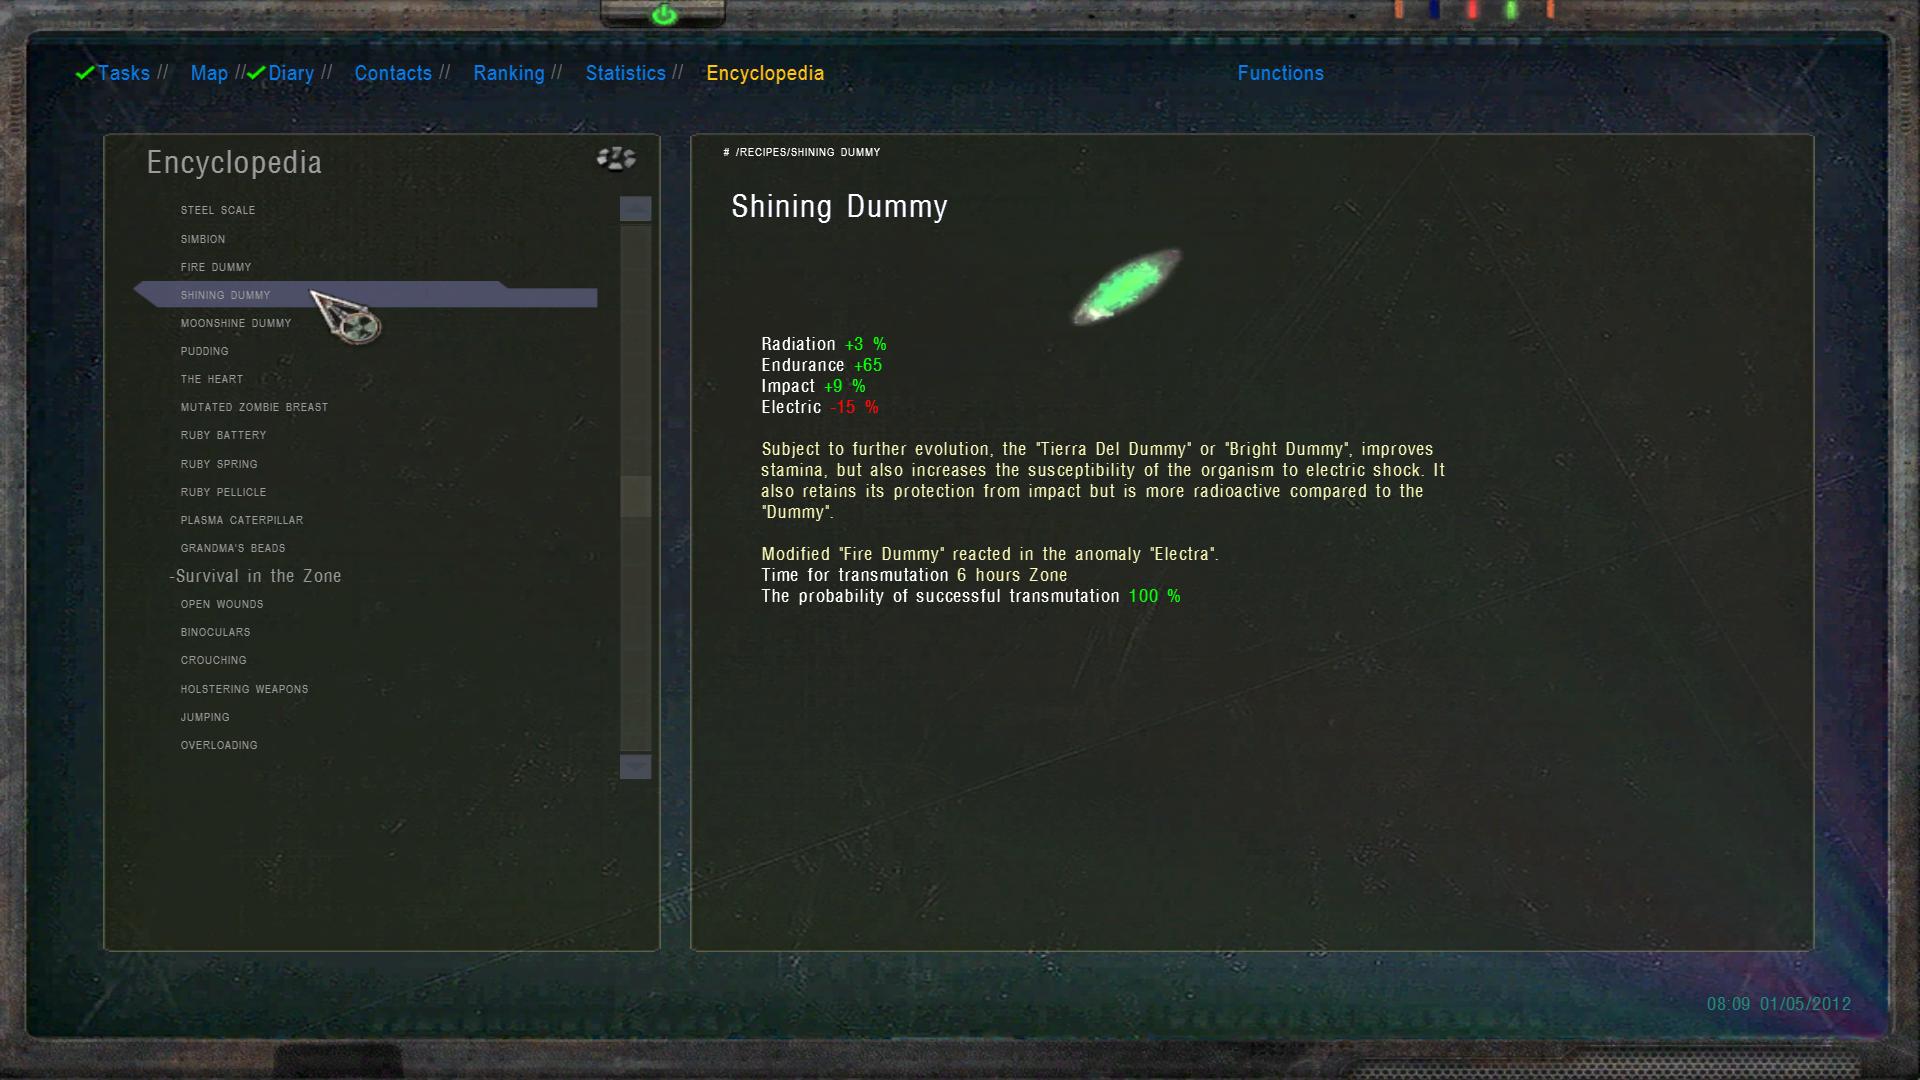 Tasks // Map // Diary // Contacts // Ranking // Statistics // Encyclopedia Functions
Encyclopedia
STEEL SCALE
SIMBION
FIRE DUMMY
SHINING DUMMY
MOONSHINE DUMMY
PUDDING
THE HEART
MUTATED ZOMBIE BREAST
RUBY BATTERY
RUBY SPRING
RUBY PELLICLE
PLASMA CATERPILLAR
GRANDMA'S BEADS
-Survival in the Zone
OPEN WOUNDS
BINOCULARS
CROUCHING
HOLSTERING WEAPONS
JUMPING
OVERLOADING
# /RECIPES/SHINING DUMMY
Shining Dummy
Radiation +3 %
Endurance +65
Impact +9 %
Electric -15 %
Subject to further evolution, the "Tierra Del Dummy" or "Bright Dummy", improves
stamina, but also increases the susceptibility of the organism to electric shock. It
also retains its protection from impact but is more radioactive compared to the
"Dummy".
Modified "Fire Dummy" reacted in the anomaly "Electra".
Time for transmutation 6 hours Zone
The probability of successful transmutation 100 %
08:09 01/05/2012